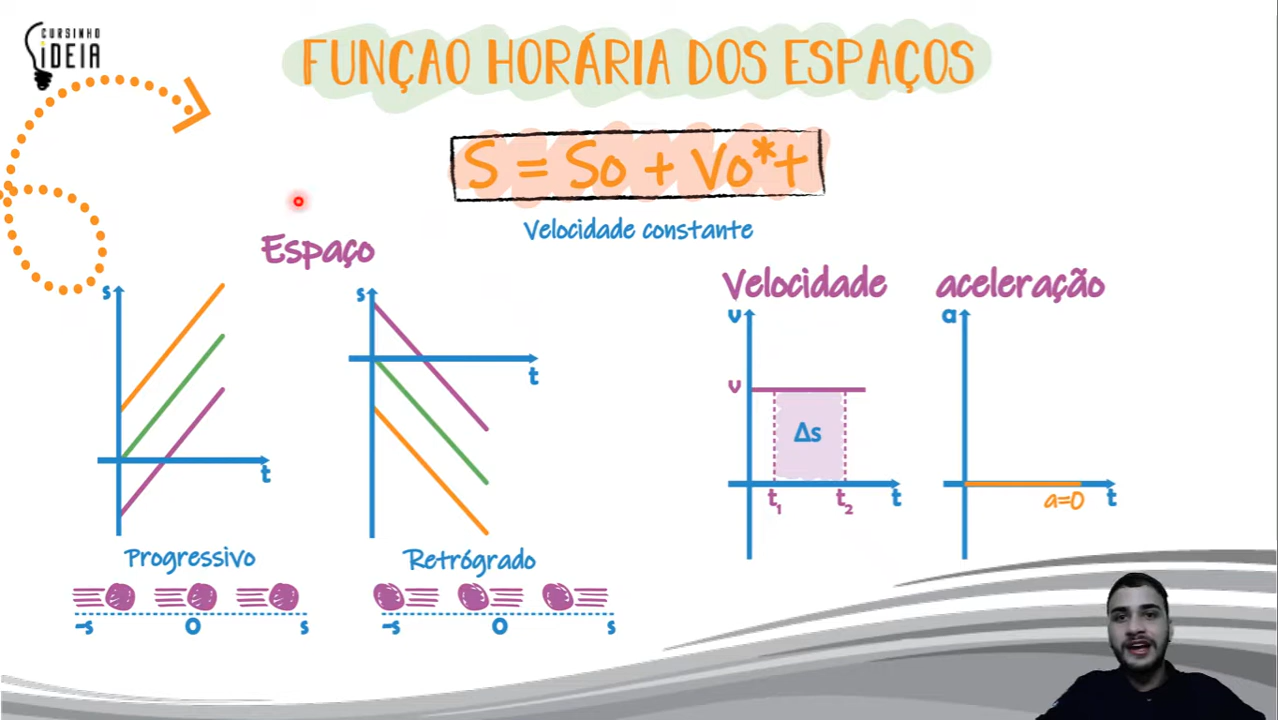 CURSINHO
iDEIA
FUNÇAO HORÁRIA DOS ESPAÇOS
S = So + Vo*t
Velocidade constante
Espaço
Velocidade
aceleração
s
t
s
t
v
v
Δs
t1
t2
t
a
a=0
t
Progressivo
Retrógrado
-s 0 s
-s 0 s